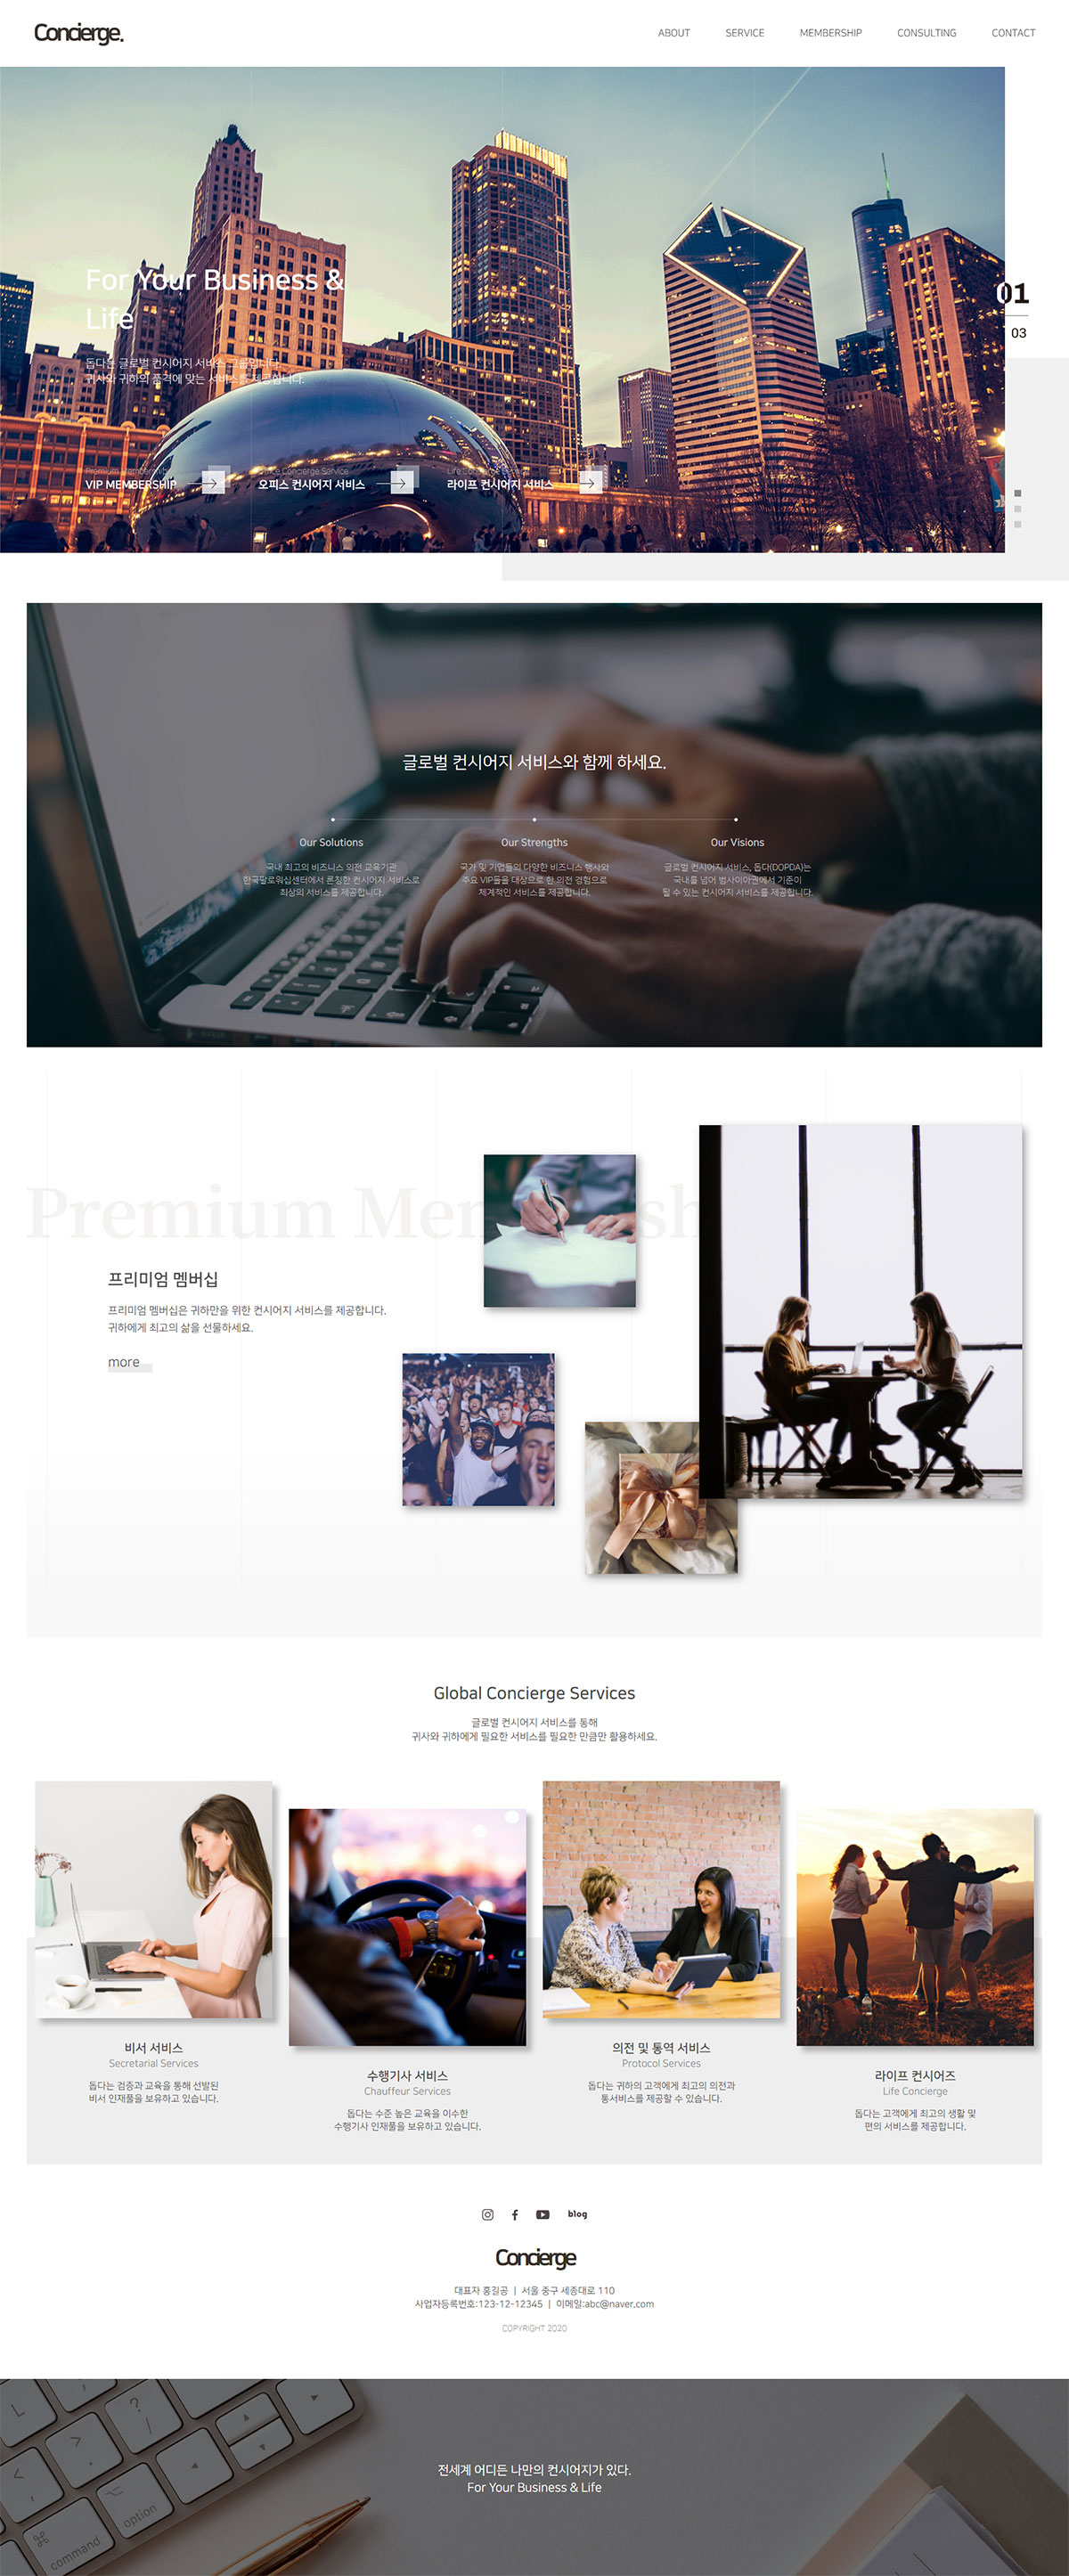 Concierge.
ABOUT SERVICE MEMBERSHIP CONSULTING CONTACT
For Your Business &
Life
01
03
돕다는 글로벌 컨시어지 서비스 그룹입니다.
귀사와 귀하의 품격에 맞는 서비스를 제공합니다.
Premium Membership
VIP MEMBERSHIP
Office Concierge Service
오피스 컨시어지 서비스
Life
라이프 컨시어지 서비스
글로벌 컨시어지 서비스와 함께 하세요.
Our Solutions
국내 최고의 비즈니스 의전 교육기관
한국팔로워십센터에서 론칭한 컨시어지 서비스로
최상의 서비스를 제공합니다.
Our Strengths
국가 및 기업들의 다양한 비즈니스 행사와
주요 VIP들을 대상으로 한 의전 경험으로
체계적인 서비스를 제공합니다.
Our Visions
글로벌 컨시어지 서비스, 돕다(DOPDA)는
국내를 넘어 범사이아권에서 기준이
될 수 있는 컨시어지 서비스를 제공합니다.
Premium Mem sh
프리미엄 멤버십
프리미엄 멤버십은 귀하만을 위한 컨시어지 서비스를 제공합니다.
귀하에게 최고의 삶을 선물하세요.
more
Global Concierge Services
글로벌 컨시어지 서비스를 통해
귀사와 귀하에게 필요한 서비스를 필요한 만큼만 활용하세요.
비서 서비스
Secretarial Services
돕다는 검증과 교육을 통해 선발된
비서 인재풀을 보유하고 있습니다.
수행기사 서비스
Chauffeur Services
돕다는 수준 높은 교육을 이수한
수행기사 인재풀을 보유하고 있습니다.
의전 및 통역 서비스
Protocol Services
돕다는 귀하의 고객에게 최고의 의전과
통서비스를 제공할 수 있습니다.
라이프 컨시어즈
Life Concierge
돕다는 고객에게 최고의 생활 및
편의 서비스를 제공합니다.
blog
Concierge
대표자 홍길공 | 서울 중구 세종대로 110
사업자등록번호:123-12-12345 | 이메일:abc@naver.com
COPYRIGHT 2020
전세계 어디든 나만의 컨시어지가 있다.
For Your Business & Life
option
command